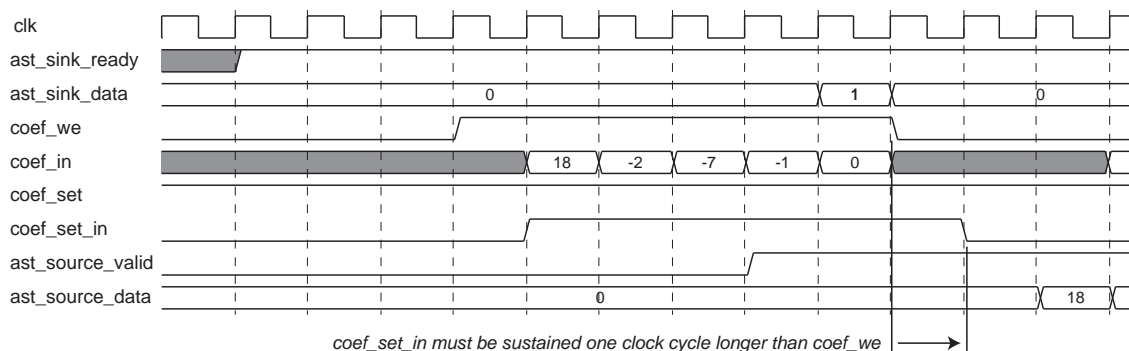 clk
ast_sink_ready
ast_sink_data 0 1 0
coef_we
coef_in 18 -2 -7 -1 0
coef_set
coef_set_in
ast_source_valid
ast_source_data 0 18
coef_set_in must be sustained one clock cycle longer than coef_we